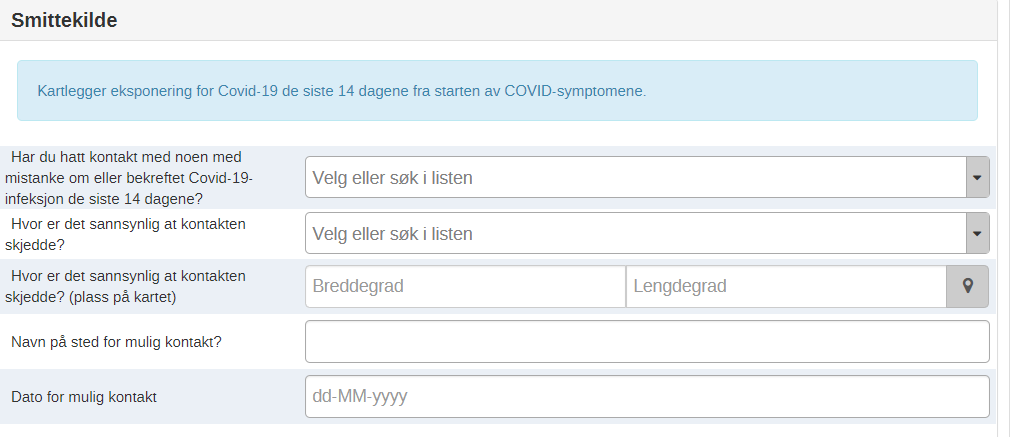 Smittekilde
Kartlegger eksponering for Covid-19 de siste 14 dagene fra starten av COVID-symptomene.
Har du hatt kontakt med noen med
mistanke om eller bekreftet Covid-19-
infeksjon de siste 14 dagene?
Velg eller søk i listen
Hvor er det sannsynlig at kontakten
skjedde?
Velg eller søk i listen
Hvor er det sannsynlig at kontakten
skjedde? (plass på kartet)
Breddegrad
Lengdegrad
Navn på sted for mulig kontakt?
Dato for mulig kontakt
dd-MM-yyyy